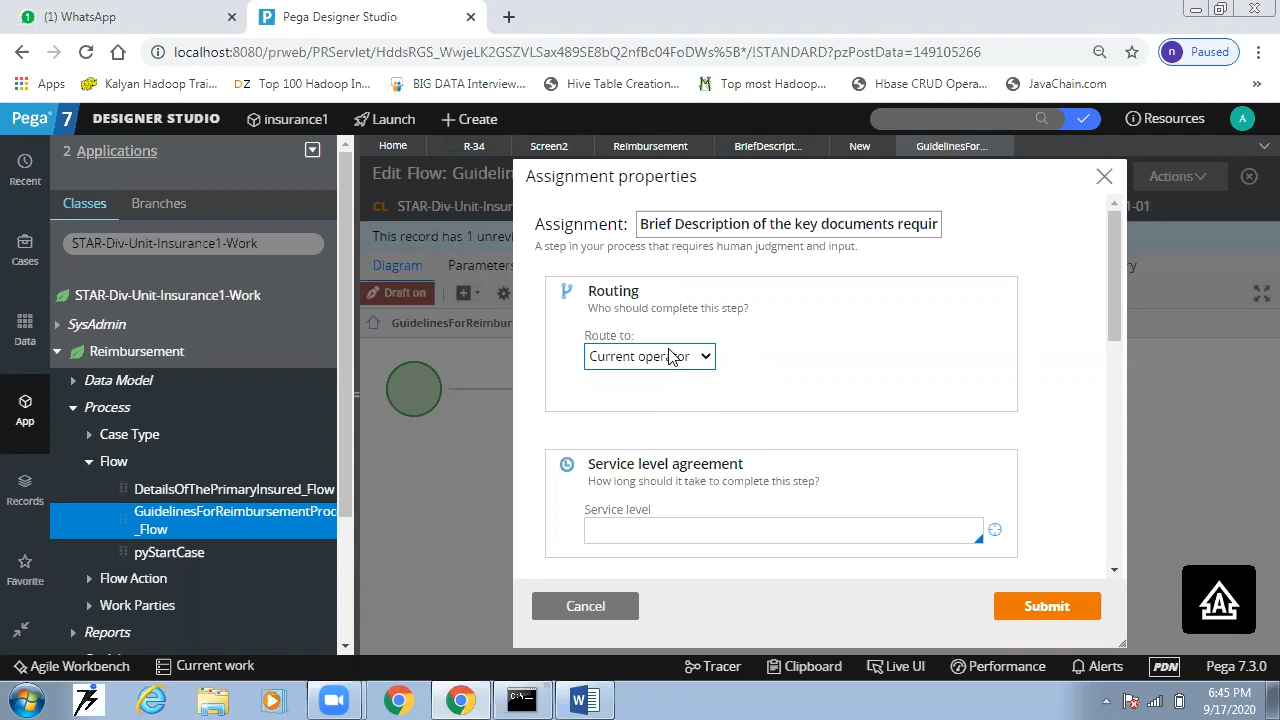 (1) WhatsApp
Pega Designer Studio
localhost:8080/prweb/PRServlet/HddsRGS_WwjeLK2GSZVLSax489SE8bQ2nfBc04FoDWs%5B*/!STANDARD?pzPostData=149105266
n Paused
Apps
Kalyan Hadoop Trai...
DZ Top 100 Hadoop In...
BIG DATA Interview...
Hive Table Creation...
Top most Hadoop...
Hbase CRUD Opera...
JavaChain.com
»
Pega 7 DESIGNER STUDIO
insurance1
Launch
Create
Resources
A
Recent
Cases
Data
App
Records
Favorite
2 Applications
Classes
Branches
STAR-Div-Unit-Insurance1-Work
STAR-Div-Unit-Insurance1-Work
SysAdmin
Reimbursement
Data Model
Process
Case Type
Flow
DetailsOfThePrimaryInsured_Flow
GuidelinesForReimbursementProc
_Flow
pyStartCase
Flow Action
Work Parties
Reports
Home
R-34
Screen2
Reimbursement
BriefDescript...
New
GuidelinesFor...
Edit Flow: Guidelin
Actions
CL STAR-Div-Unit-Insur
1-01
This record has 1 unrevi
Diagram
Parameters
ry
Draft on
GuidelinesForReimbur
Assignment properties
Assignment: Brief Description of the key documents requir
A step in your process that requires human judgment and input.
Routing
Who should complete this step?
Route to:
Current operator
Service level agreement
How long should it take to complete this step?
Service level
Cancel
Submit
A
Agile Workbench
Current work
Tracer
Clipboard
Live UI
Performance
Alerts
PDN
Pega 7.3.0
6:45 PM
9/17/2020